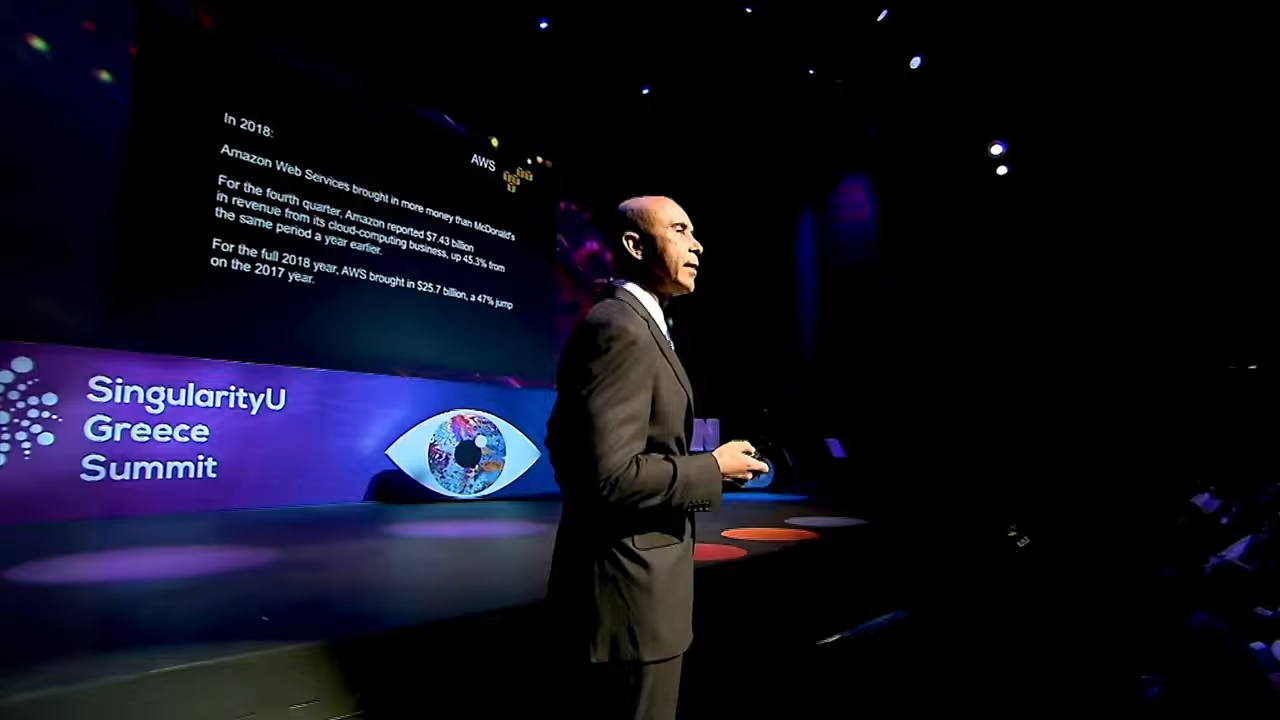 In 2018:
AWS
Amazon Web Services brought in more money than McDonald's
For the fourth quarter, Amazon reported $7.43 billion
in revenue from its cloud-computing business, up 45.3% from
the same period a year earlier.
For the full 2018 year, AWS brought in $25.7 billion, a 47% jump
on the 2017 year.
SingularityU
Greece
Summit
N